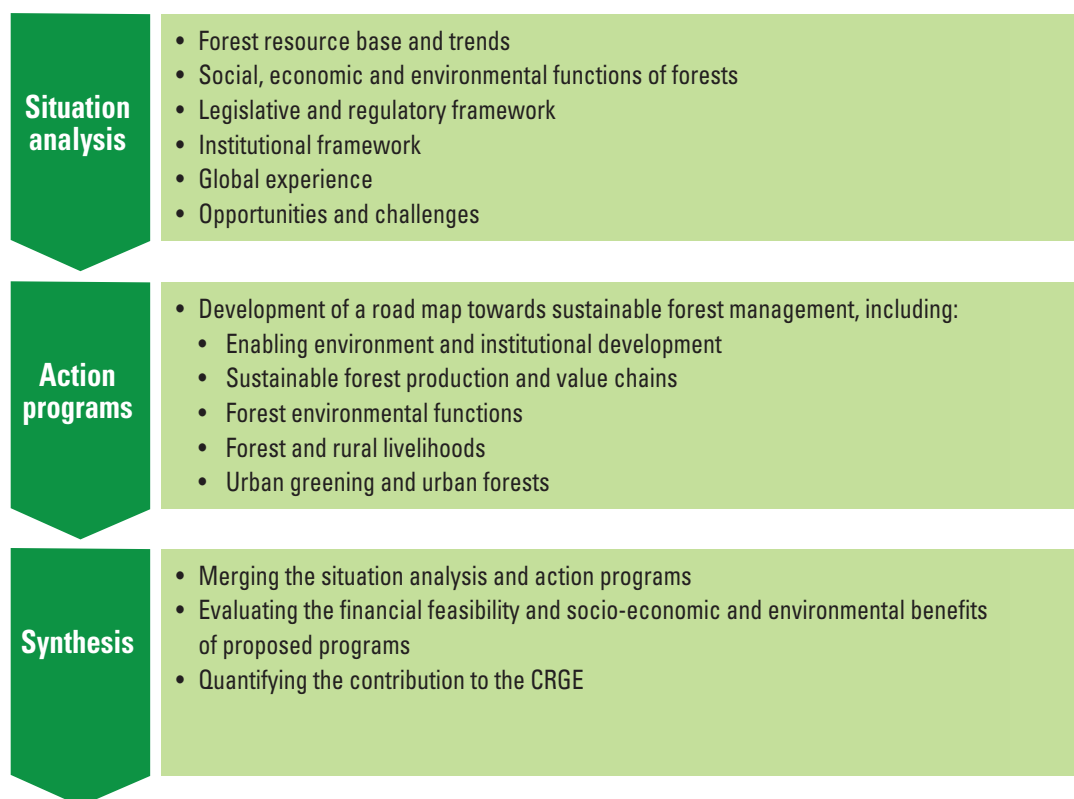 Situation
analysis
• Forest resource base and trends
• Social, economic and environmental functions of forests
• Legislative and regulatory framework
• Institutional framework
• Global experience
• Opportunities and challenges
Action
programs
• Development of a road map towards sustainable forest management, including:
• Enabling environment and institutional development
• Sustainable forest production and value chains
• Forest environmental functions
• Forest and rural livelihoods
• Urban greening and urban forests
Synthesis
• Merging the situation analysis and action programs
• Evaluating the financial feasibility and socio-economic and environmental benefits
of proposed programs
• Quantifying the contribution to the CRGE